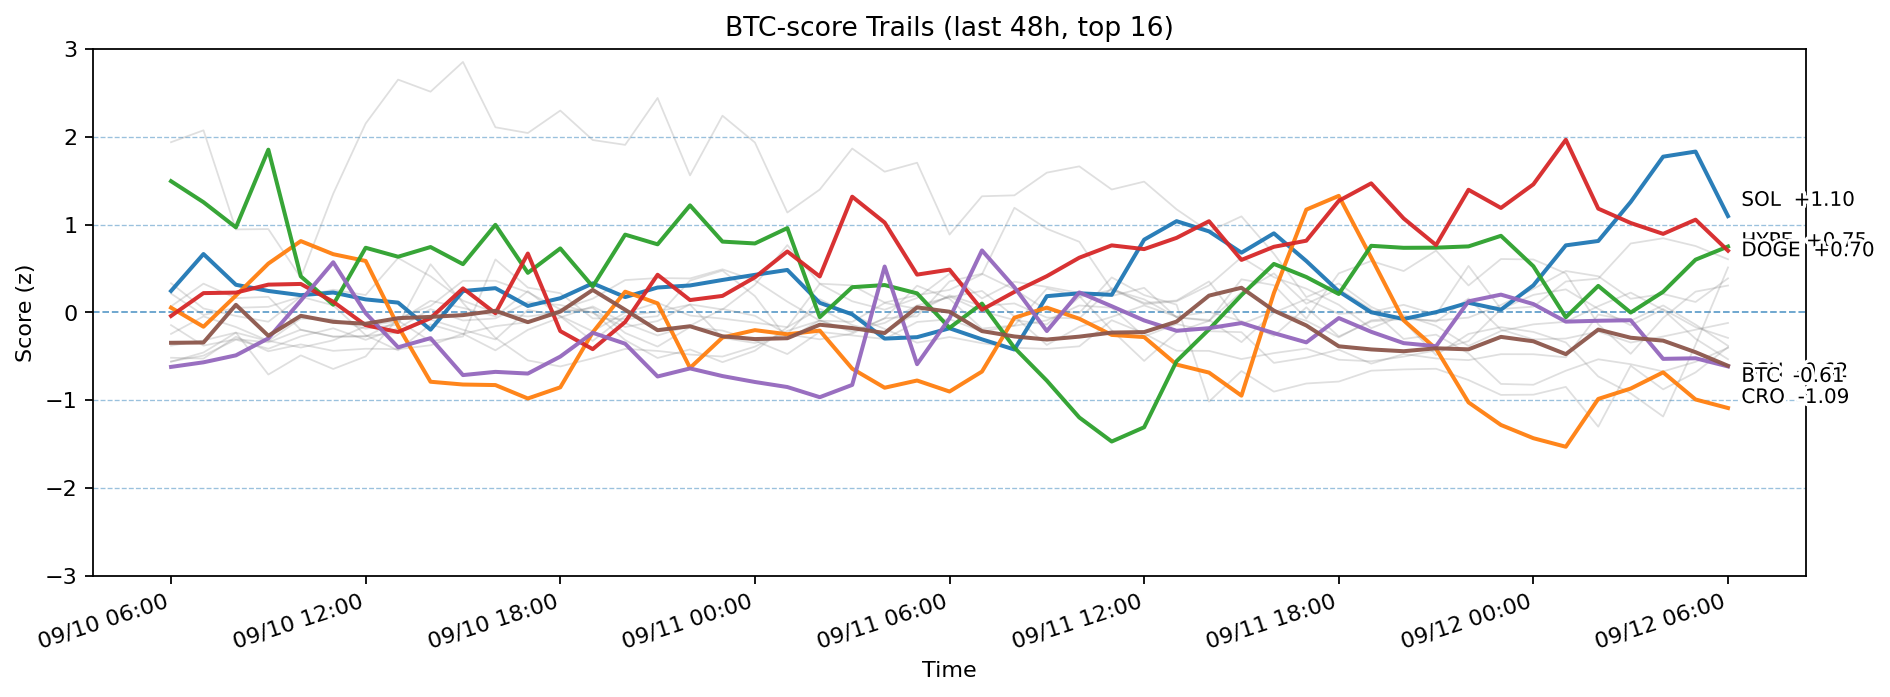 BTC-score Trails (last 48h, top 16)
3
2
1
0
−1
−2
−3
Score (z)
SOL +1.10
HYPE +0.75
DOGE +0.70
BTC -0.61
CRO -1.09
09/10 06:00
09/10 12:00
09/10 18:00
09/11 00:00
09/11 06:00
09/11 12:00
09/11 18:00
09/12 00:00
09/12 06:00
Time